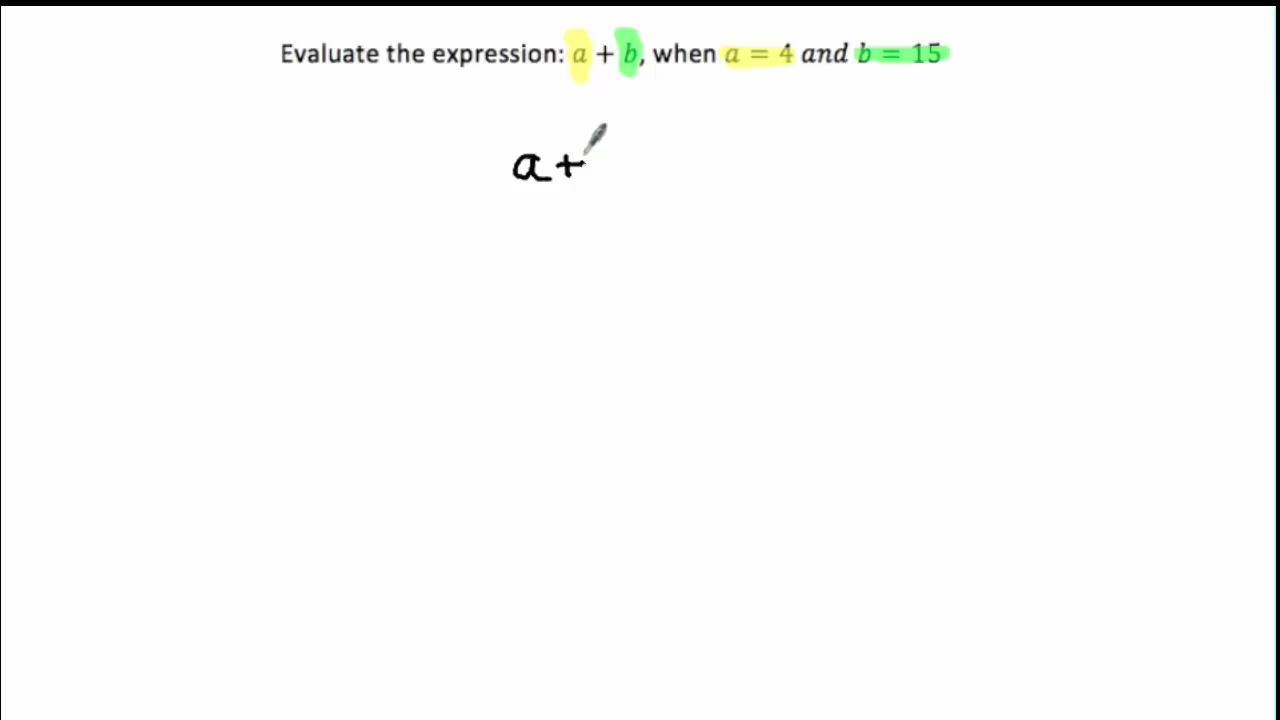 Evaluate the expression: a + b, when a = 4 and b = 15
a +